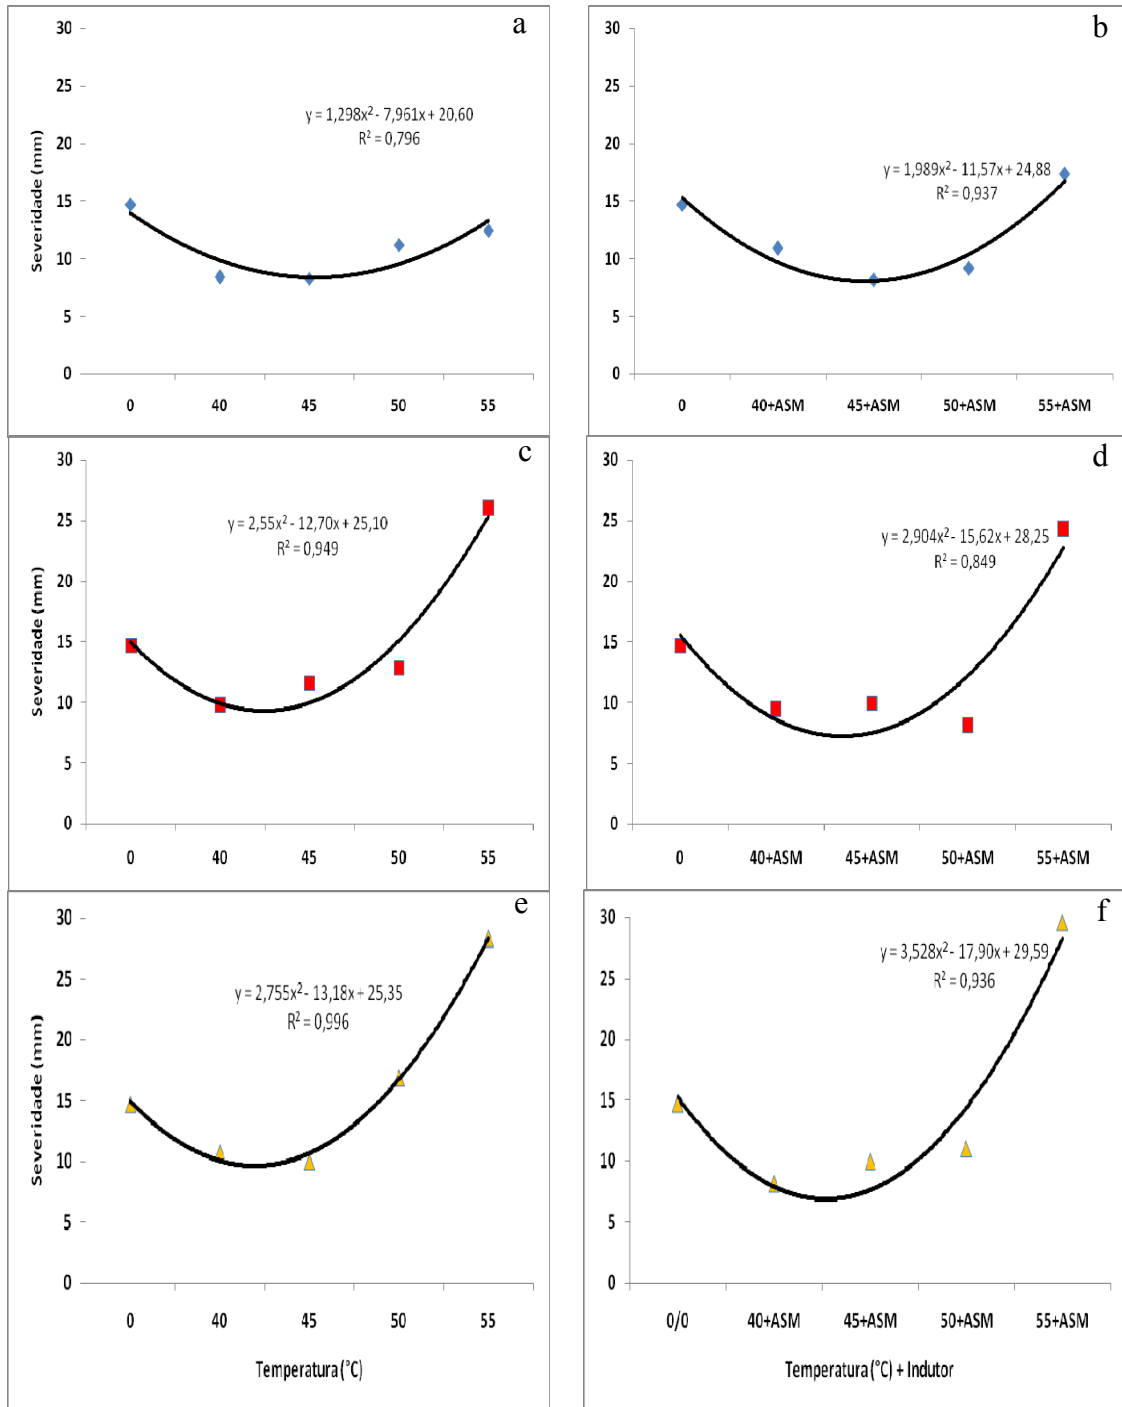 a
30
25
20
15
10
5
0
Severidade (mm)
y = 1,298x² - 7,961x + 20,60
R² = 0,796
0 40 45 50 55
b
30
25
20
15
10
5
0
y = 1,989x² - 11,57x + 24,88
R² = 0,937
0 40+ASM 45+ASM 50+ASM 55+ASM
c
30
25
20
15
10
5
0
Severidade (mm)
y = 2,55x² - 12,70x + 25,10
R² = 0,949
0 40 45 50 55
d
30
25
20
15
10
5
0
y = 2,904x² - 15,62x + 28,25
R² = 0,849
0 40+ASM 45+ASM 50+ASM 55+ASM
e
30
25
20
15
10
5
0
Severidade (mm)
y = 2,755x² - 13,18x + 25,35
R² = 0,996
0 40 45 50 55
Temperatura (°C)
f
30
25
20
15
10
5
0
y = 3,528x² - 17,90x + 29,59
R² = 0,936
0/0 40+ASM 45+ASM 50+ASM 55+ASM
Temperatura (°C) + Indutor